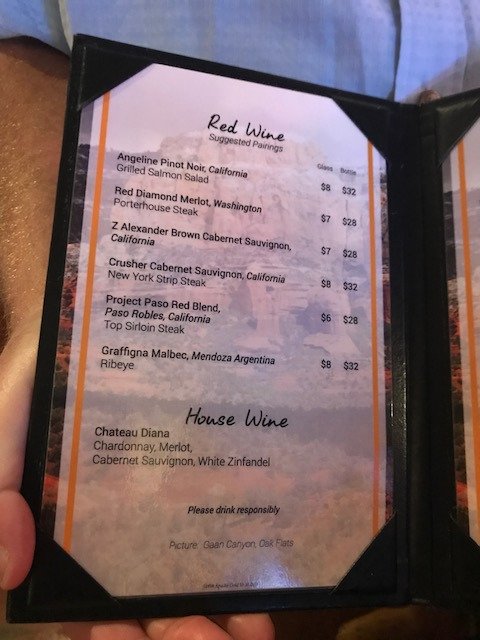 Red Wine
Suggested Pairings
Glass Bottle
Angeline Pinot Noir, California
Grilled Salmon Salad
$8 $32
Red Diamond Merlot, Washington
Porterhouse Steak
$7 $28
Z Alexander Brown Cabernet Sauvignon,
California
$7 $28
Crusher Cabernet Sauvignon, California
New York Strip Steak
$8 $32
Project Paso Red Blend,
Paso Robles, California
Top Sirloin Steak
$6 $28
Graffigna Malbec, Mendoza Argentina
Ribeye
$8 $32
House Wine
Chateau Diana
Chardonnay, Merlot,
Cabernet Sauvignon, White Zinfandel
Please drink responsibly
Picture: Gaan Canyon, Oak Flats